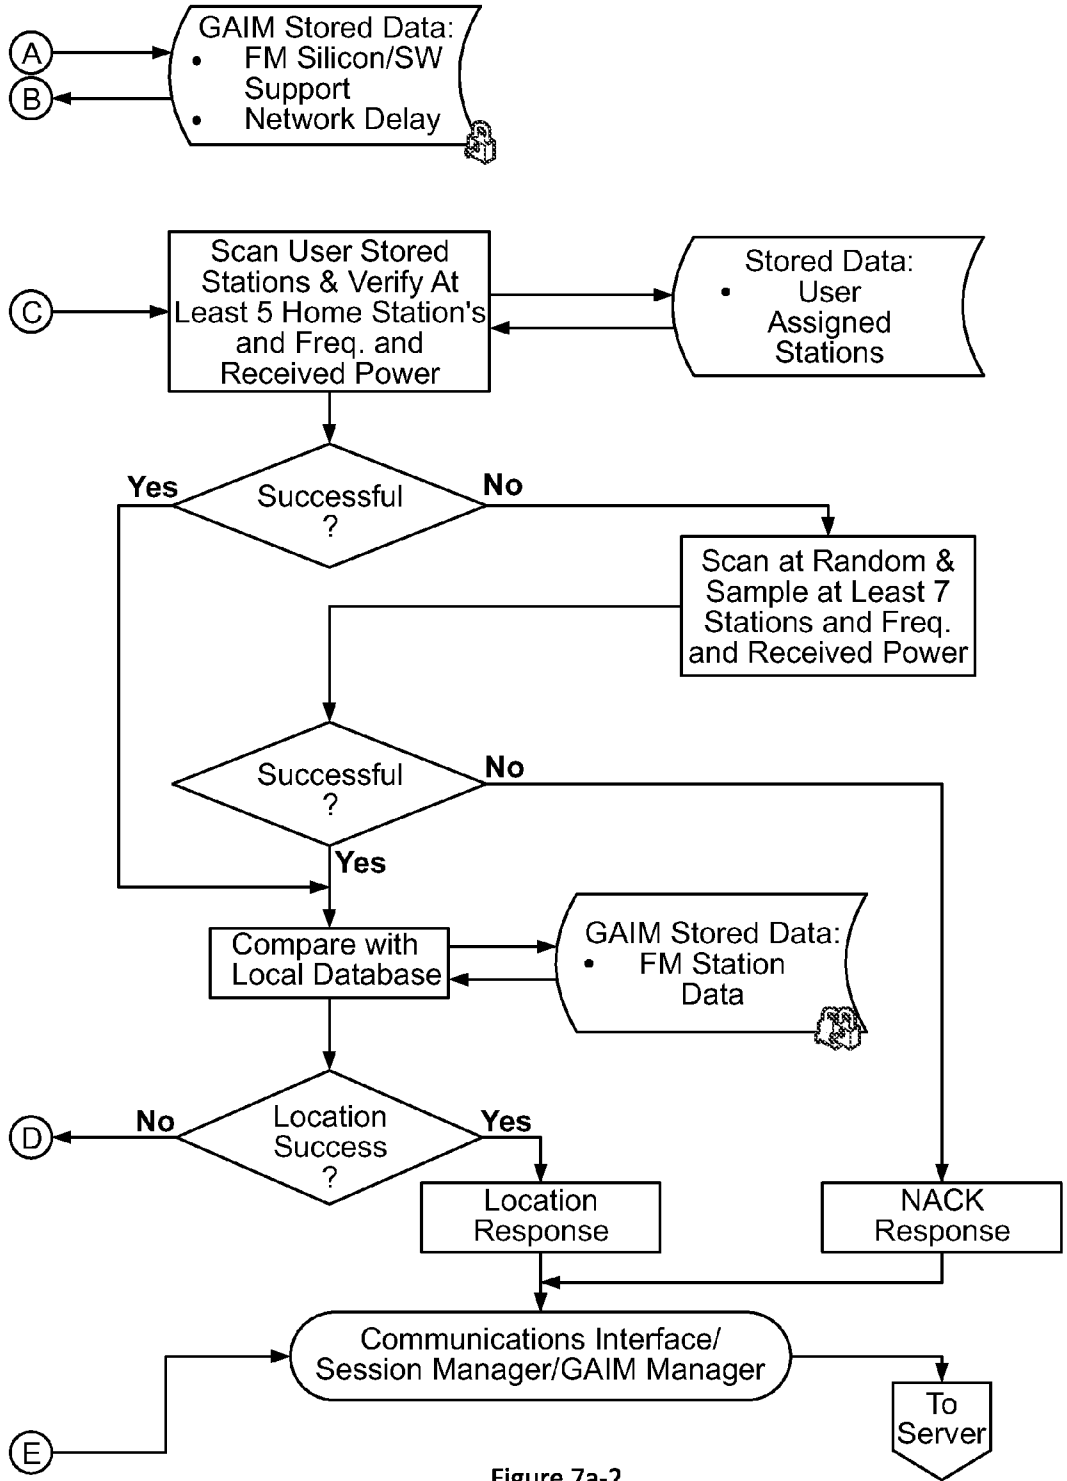 A
B
GAIM Stored Data:
• FM Silicon/SW
Support
• Network Delay
C
Scan User Stored
Stations & Verify At
Least 5 Home Station's
and Freq. and
Received Power
Stored Data:
• User
Assigned
Stations
Yes
Successful
?
No
Scan at Random &
Sample at Least 7
Stations and Freq.
and Received Power
Successful
?
No
Yes
Compare with
Local Database
GAIM Stored Data:
• FM Station
Data
D
No
Location
Success
?
Yes
Location
Response
NACK
Response
Communications Interface/
Session Manager/GAIM Manager
To
Server
E
Figure 7a-2